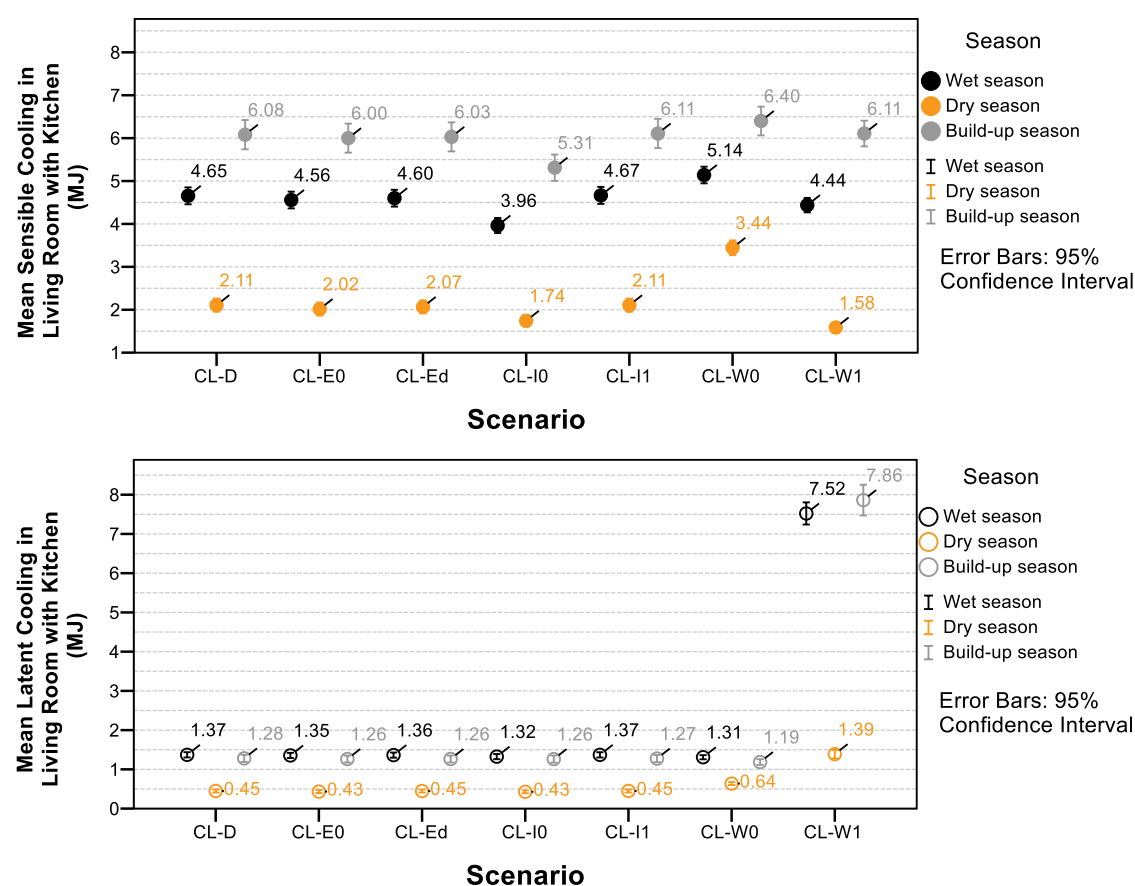 Mean Sensible Cooling in
Living Room with Kitchen
(MJ)
8
7
6
5
4
3
2
1
6.08
6.00
6.03
5.31
6.11
6.40
6.11
4.65
4.56
4.60
3.96
4.67
5.14
4.44
2.11
2.02
2.07
1.74
2.11
3.44
1.58
CL-D
CL-E0
CL-Ed
CL-I0
CL-I1
CL-W0
CL-W1
Scenario
Season
Wet season
Dry season
Build-up season
Wet season
Dry season
Build-up season
Error Bars: 95%
Confidence Interval
Mean Latent Cooling in
Living Room with Kitchen
(MJ)
8
7
6
5
4
3
2
1
0
7.52
7.86
1.37
1.28
1.35
1.26
1.36
1.26
1.32
1.26
1.37
1.27
1.31
1.19
1.39
0.45
0.43
0.45
0.43
0.45
0.64
CL-D
CL-E0
CL-Ed
CL-I0
CL-I1
CL-W0
CL-W1
Scenario
Season
Wet season
Dry season
Build-up season
Wet season
Dry season
Build-up season
Error Bars: 95%
Confidence Interval